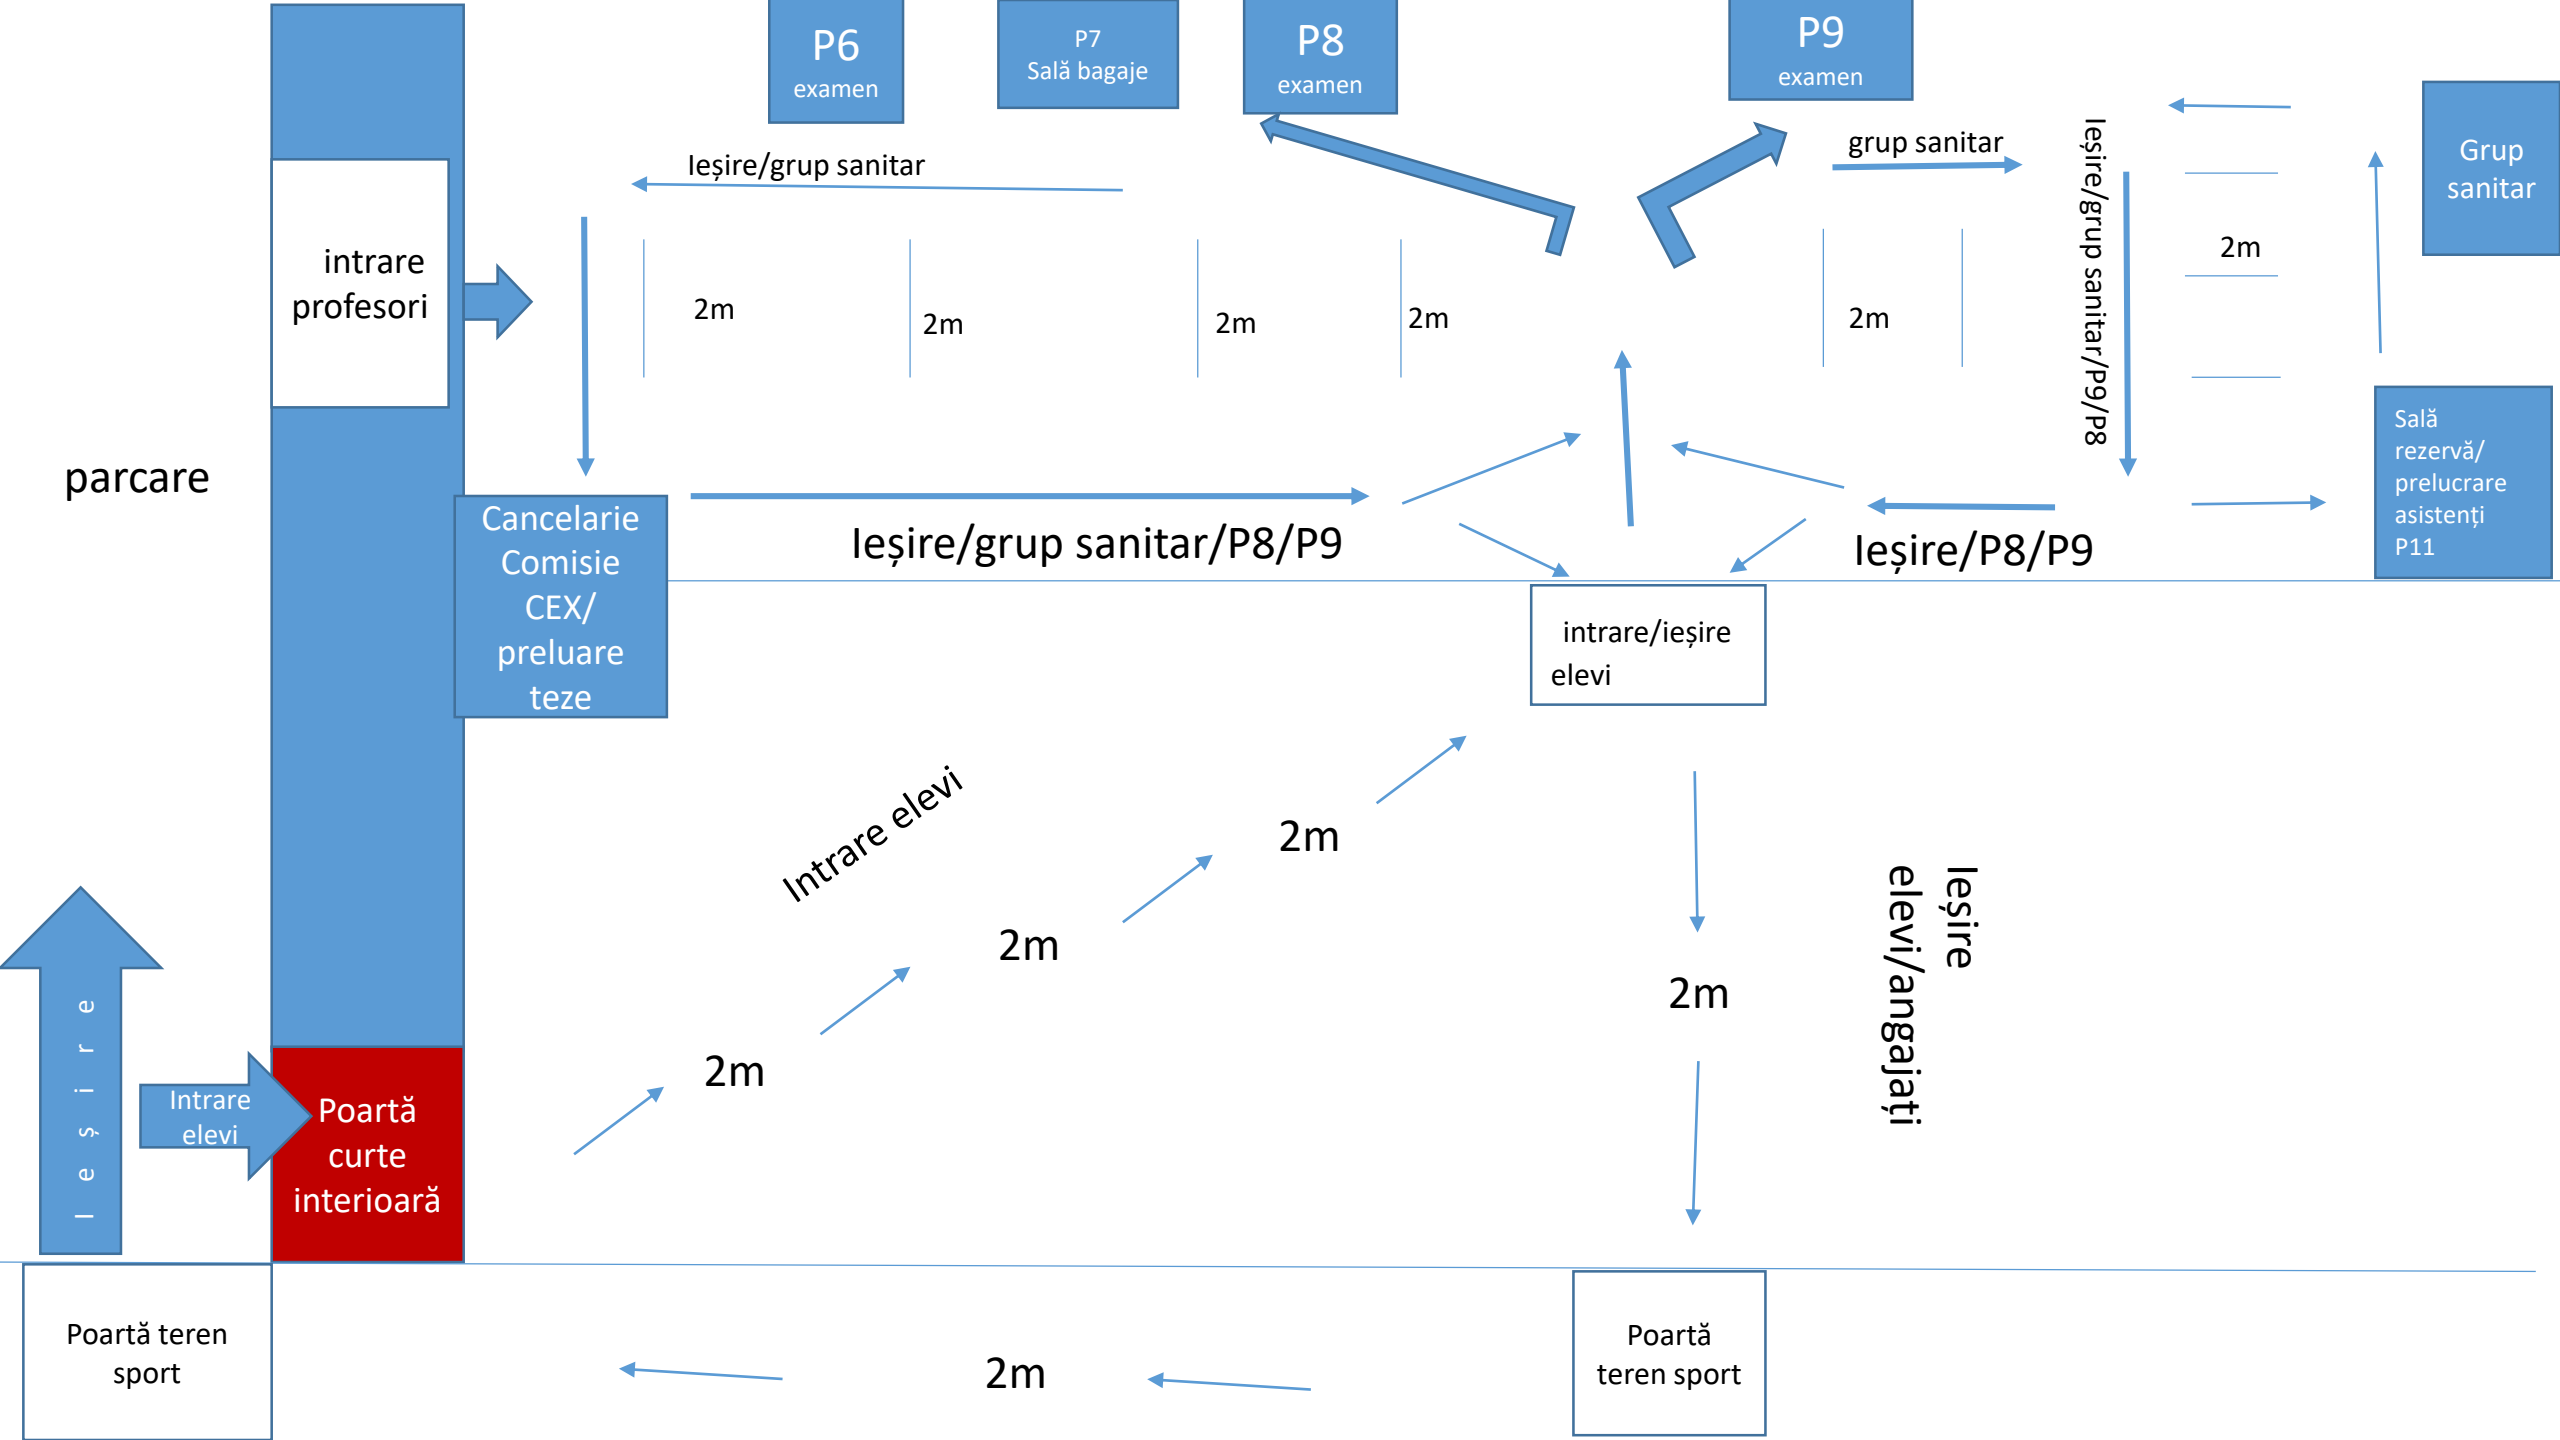 P6
examen
P7
Sală bagaje
P8
examen
P9
examen
Ieșire/grup sanitar
grup sanitar
Ieșire/grup sanitar/P9/P8
Grup
sanitar
2m
intrare
profesori
2m
2m
2m
2m
2m
parcare
Sală
rezervă/
prelucrare
asistenți
P11
Cancelarie
Comisie
CEX/
preluare
teze
Ieșire/grup sanitar/P8/P9
Ieșire/P8/P9
intrare/ieșire
elevi
Intrare elevi
2m
2m
2m
2m
Ieșire
elevi/angajați
Ieșire
Intrare
elevi
Poartă
curte
interioară
Poartă teren
sport
2m
Poartă
teren sport